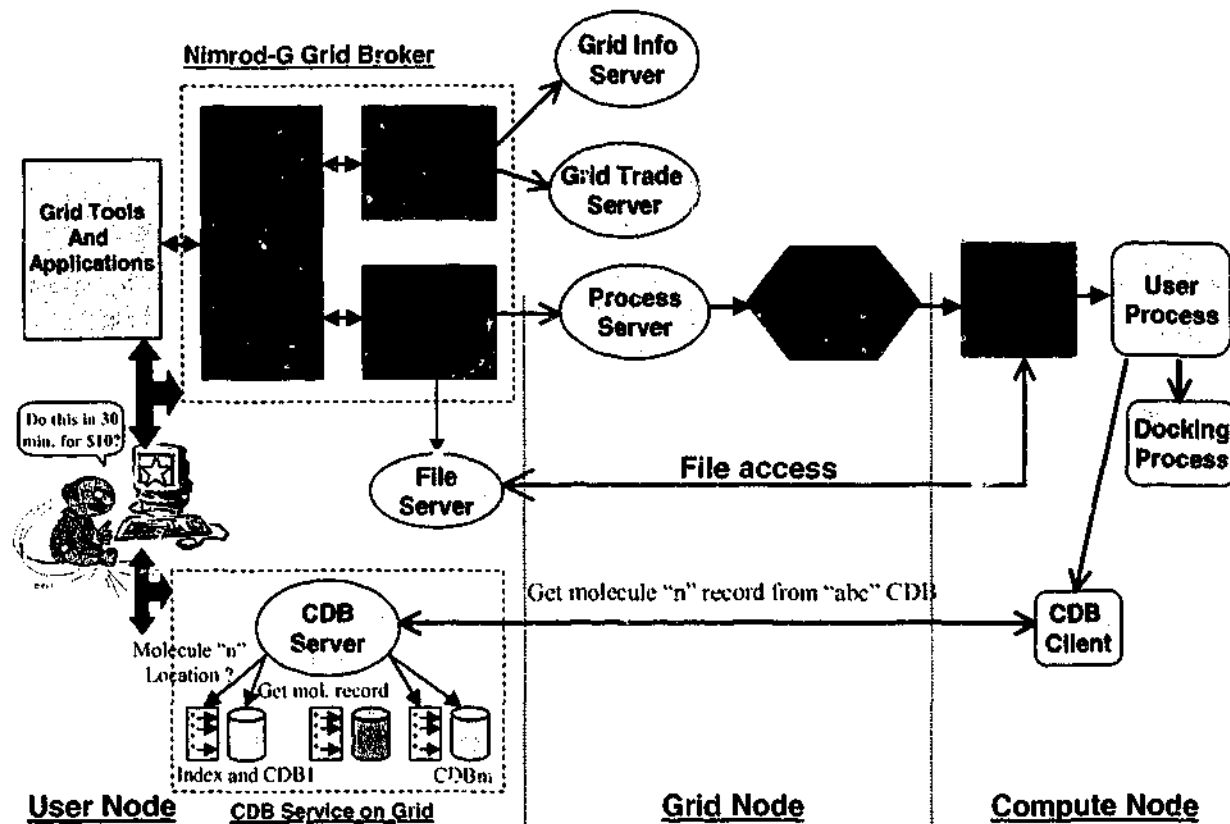 Nimrod-G Grid Broker
Grid Info
Server
Grid Trade
Server
Grid Tools
And
Applications
Process
Server
User
Process
Do this in 30
min. for $10?
Docking
Process
File
Server
File access
CDB
Server
Get molecule "n" record from "abc" CDB
CDB
Client
Molecule "n"
Location ?
Get mol. record
Index and CDB1
CDBm
User Node
CDB Service on Grid
Grid Node
Compute Node